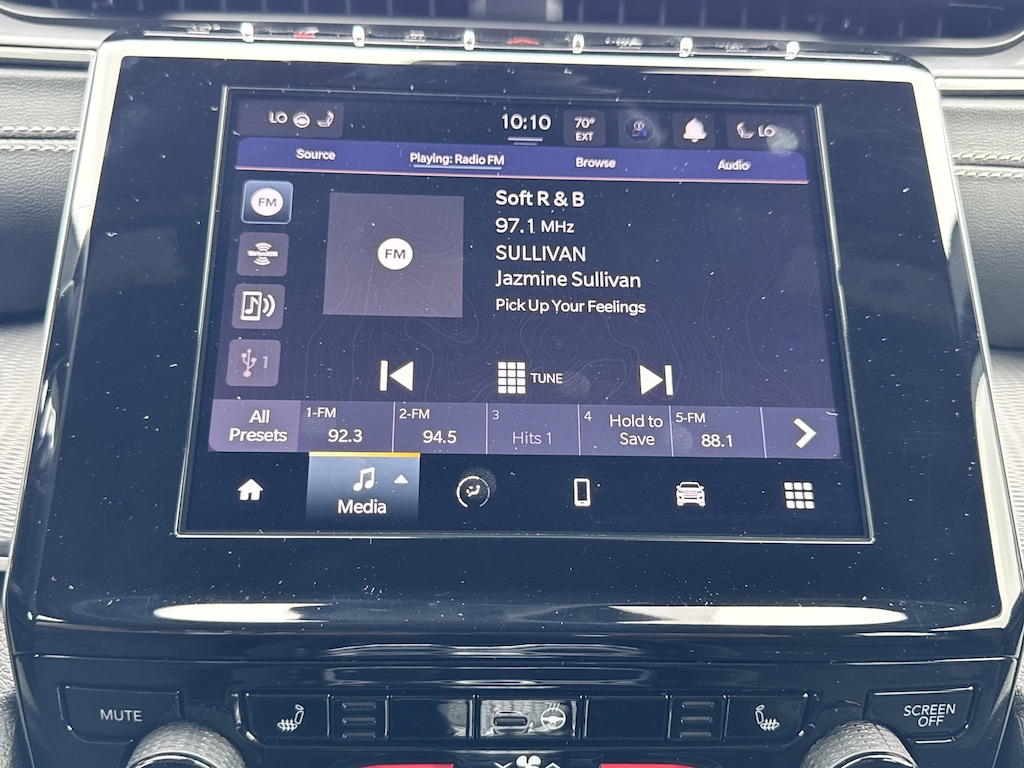 LO
10:10
70°
EXT
LO
Source
Playing: Radio FM
Browse
Audio
FM
FM
Soft R & B
97.1 MHz
SULLIVAN
Jazmine Sullivan
Pick Up Your Feelings
1
TUNE
All
Presets
1-FM
92.3
2-FM
94.5
3
Hits 1
4
Hold to
Save
5-FM
88.1
Media
MUTE
SCREEN
OFF